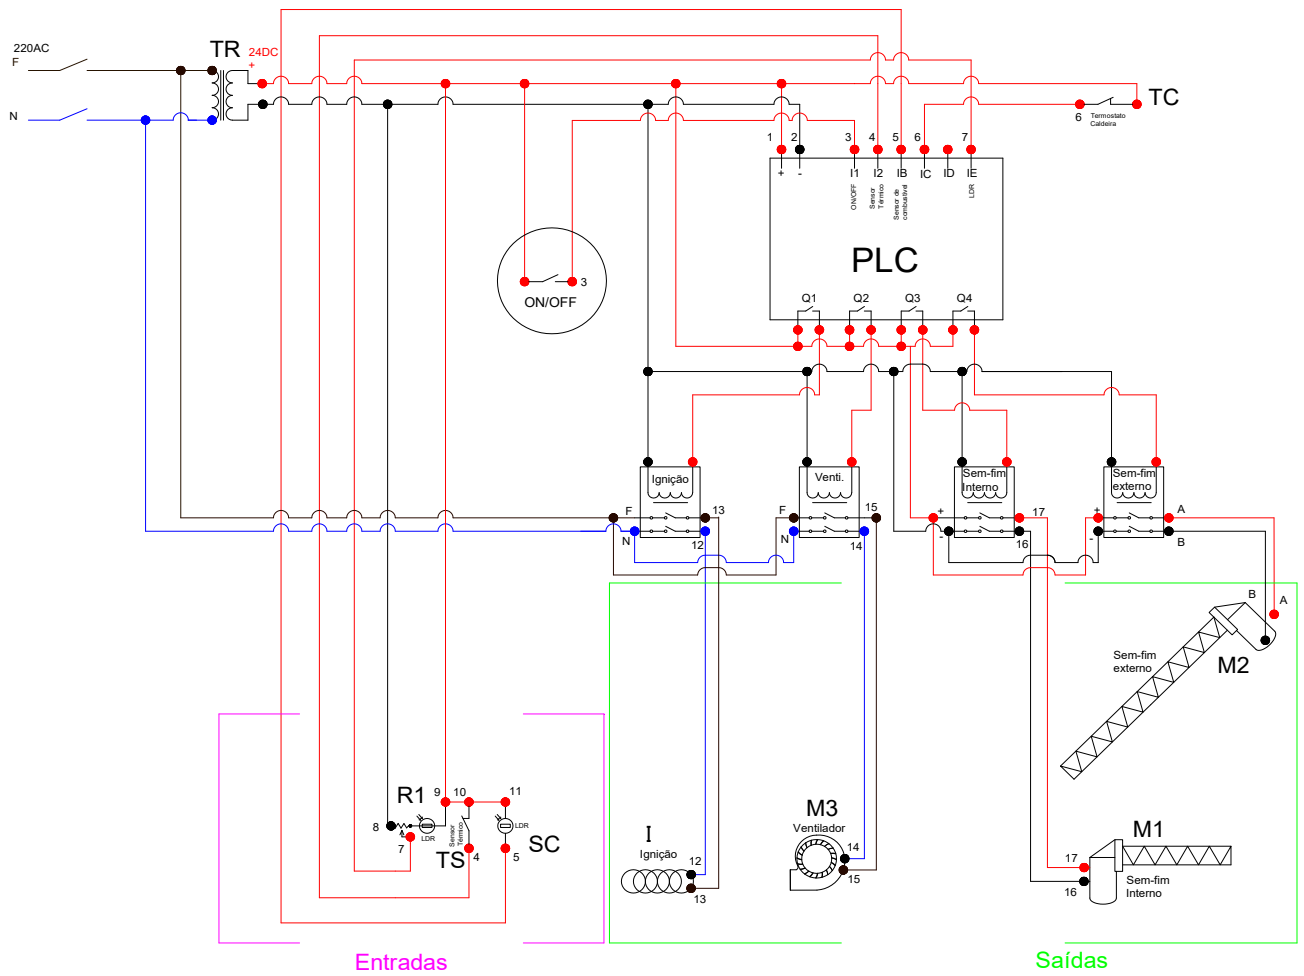 220AC
F
N
TR
24DC
+
TC
6
Termostato
Caldeira
1
2
3
4
5
6
7
+
-
I1
I2
IB
IC
ID
IE
ON/OFF
Sensor
Térmico
Sensor de
combustível
LDR
PLC
3
ON/OFF
Q1
Q2
Q3
Q4
Ignição
Venti.
Sem-fim
Interno
Sem-fim
externo
F
N
13
12
F
N
15
14
+
-
17
16
+
-
A
B
B
A
Sem-fim
externo
M2
R1
9
10
11
8
LDR
7
Sensor
Térmico
TS
4
LDR
5
SC
I
Ignição
12
13
M3
Ventilador
14
15
M1
17
16
Sem-fim
Interno
Entradas
Saídas